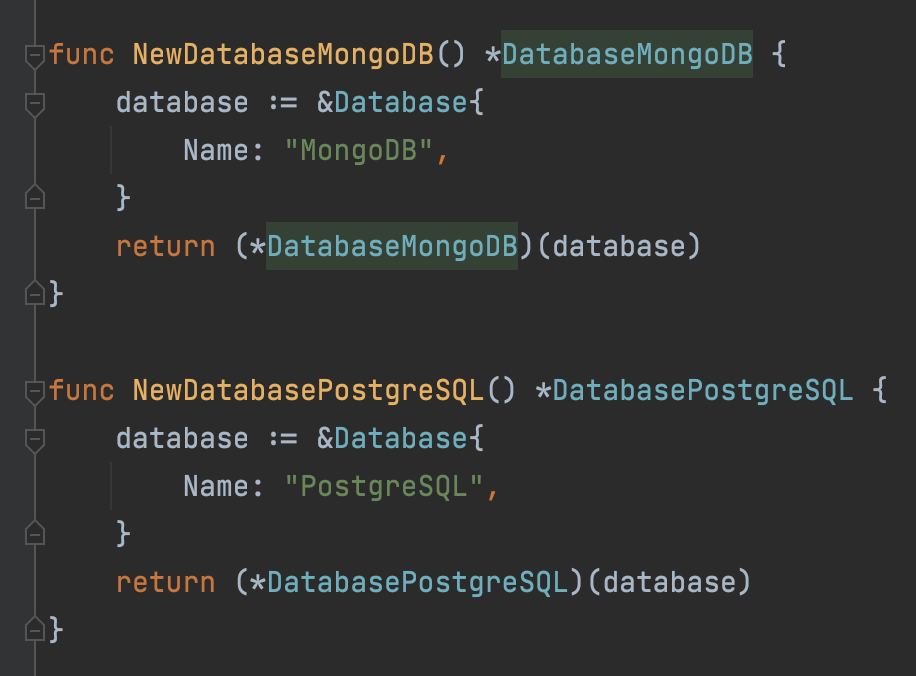 func NewDatabaseMongoDB() *DatabaseMongoDB {
    database := &Database{
        Name: "MongoDB",
    }
    return (*DatabaseMongoDB)(database)
}
func NewDatabasePostgreSQL() *DatabasePostgreSQL {
    database := &Database{
        Name: "PostgreSQL",
    }
    return (*DatabasePostgreSQL)(database)
}